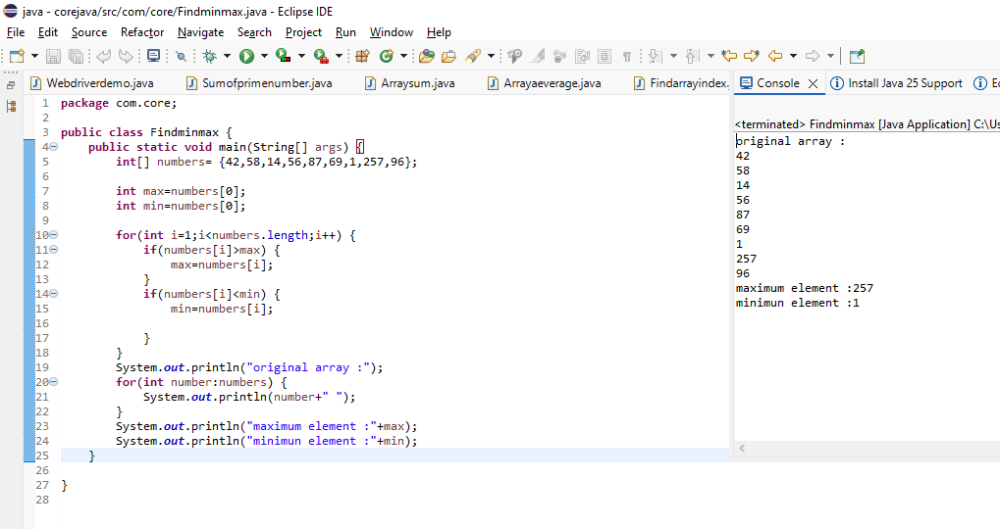 java - corejava/src/com/core/Findminmax.java - Eclipse IDE
File Edit Source Refactor Navigate Search Project Run Window Help
Webdriverdemo.java Sumofprimenumber.java Arraysum.java Arrayaeverage.java Findarrayindex.
1 package com.core;
2
3 public class Findminmax {
4 public static void main(String[] args) {
5 int[] numbers= {42,58,14,56,87,69,1,257,96};
6
7 int max=numbers[0];
8 int min=numbers[0];
9
10 for(int i=1;i<numbers.length;i++) {
11 if(numbers[i]>max) {
12 max=numbers[i];
13 }
14 if(numbers[i]<min) {
15 min=numbers[i];
16
17 }
18 }
19 System.out.println("original array :");
20 for(int number:numbers) {
21 System.out.println(number+" ");
22 }
23 System.out.println("maximum element :"+max);
24 System.out.println("minimun element :"+min);
25 }
26
27 }
28
Console Install Java 25 Support
<terminated> Findminmax [Java Application] C:\Us
original array :
42
58
14
56
87
69
1
257
96
maximum element :257
minimun element :1